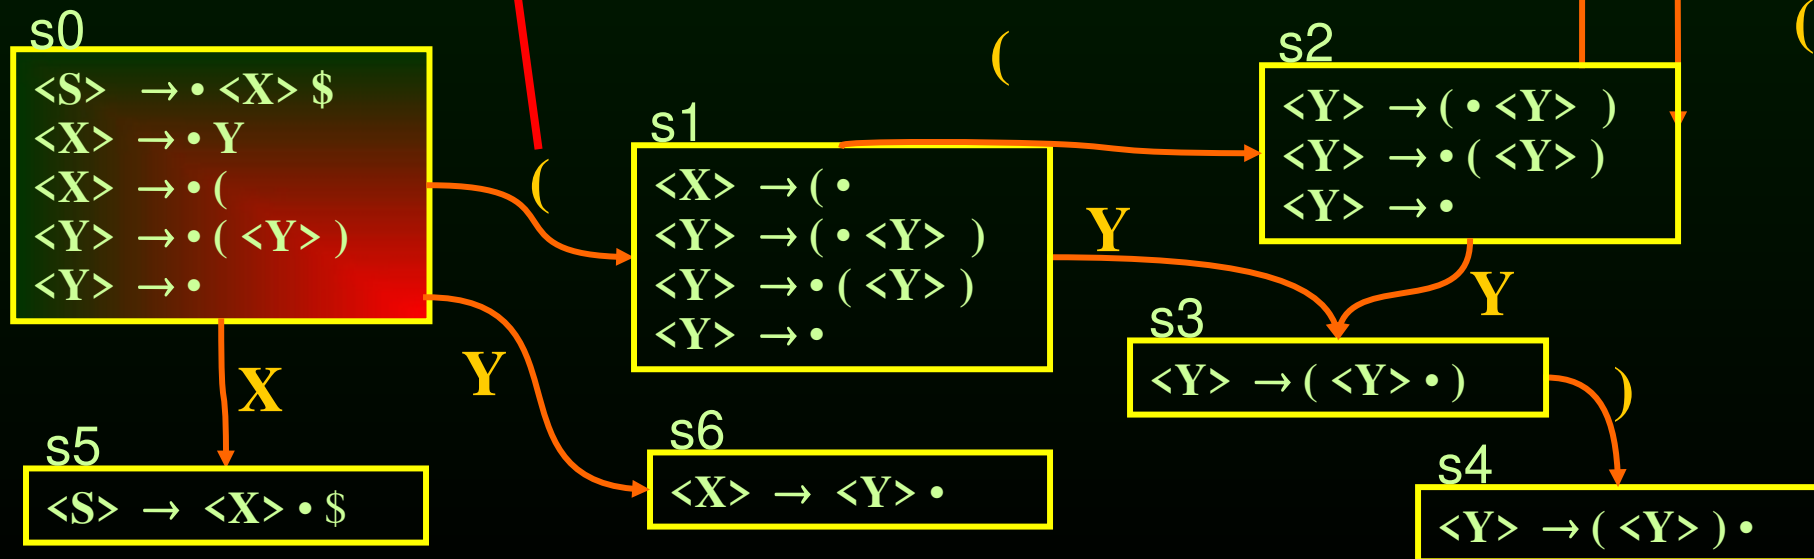 s0
<S> → • <X> $
<X> → • Y
<X> → • (
<Y> → • ( <Y> )
<Y> → •
(
(
s1
<X> → ( •
<Y> → ( • <Y> )
<Y> → • ( <Y> )
<Y> → •
(
s2
<Y> → ( • <Y> )
<Y> → • ( <Y> )
<Y> → •
Y
Y
s3
<Y> → ( <Y> • )
)
X
Y
s5
<S> → <X> • $
s6
<X> → <Y> •
s4
<Y> → ( <Y> ) •